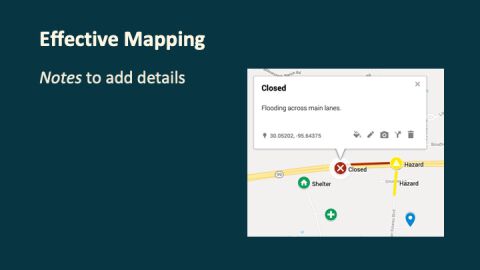 Effective Mapping
Notes to add details
Closed
Flooding across main lanes.
30.05202, -95.64375
Closed
Hazard
Shelter
Hazard